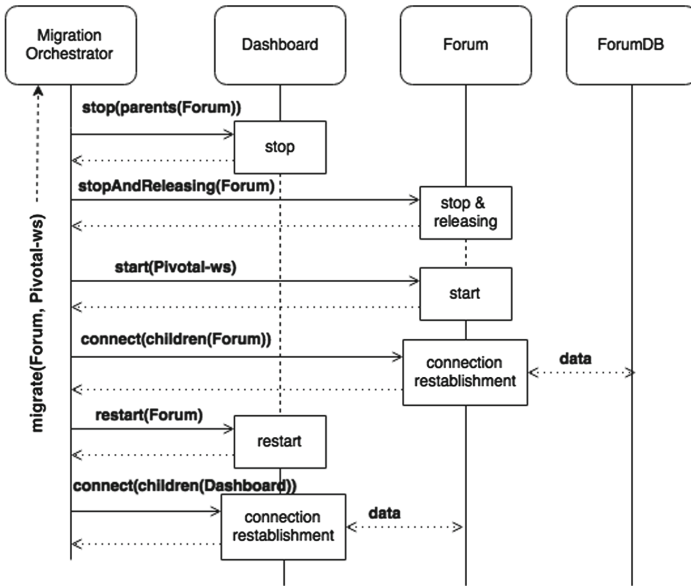 Migration
Orchestrator
Dashboard
Forum
ForumDB
stop(parents(Forum))
stop
stopAndReleasing(Forum)
stop &
releasing
start(Pivotal-ws)
start
migrate(Forum, Pivotal-ws)
connect(children(Forum))
connection
restablishment
data
restart(Forum)
restart
connect(children(Dashboard))
connection
restablishment
data